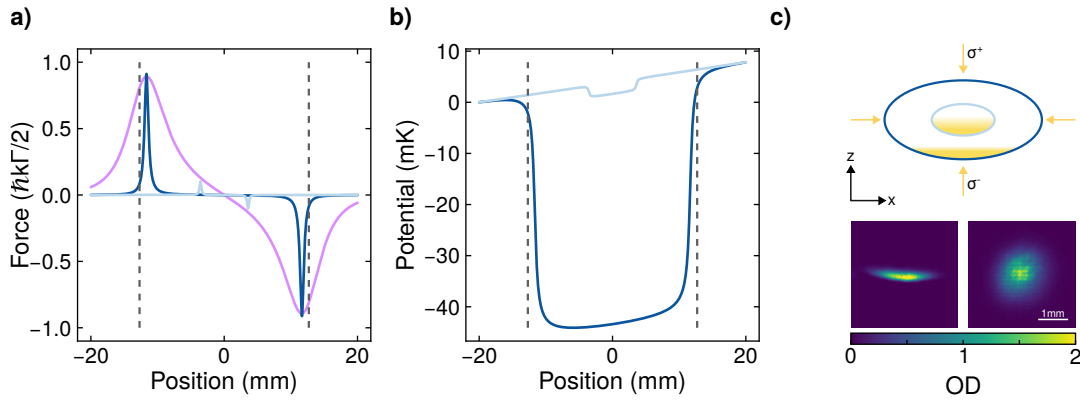 a)
Force (ħkΓ/2)
1.0
0.5
0.0
−0.5
−1.0
−20
0
20
Position (mm)
b)
Potential (mK)
10
0
−10
−20
−30
−40
−20
0
20
Position (mm)
c)
σ⁺
z
x
σ⁻
1mm
0
1
2
OD